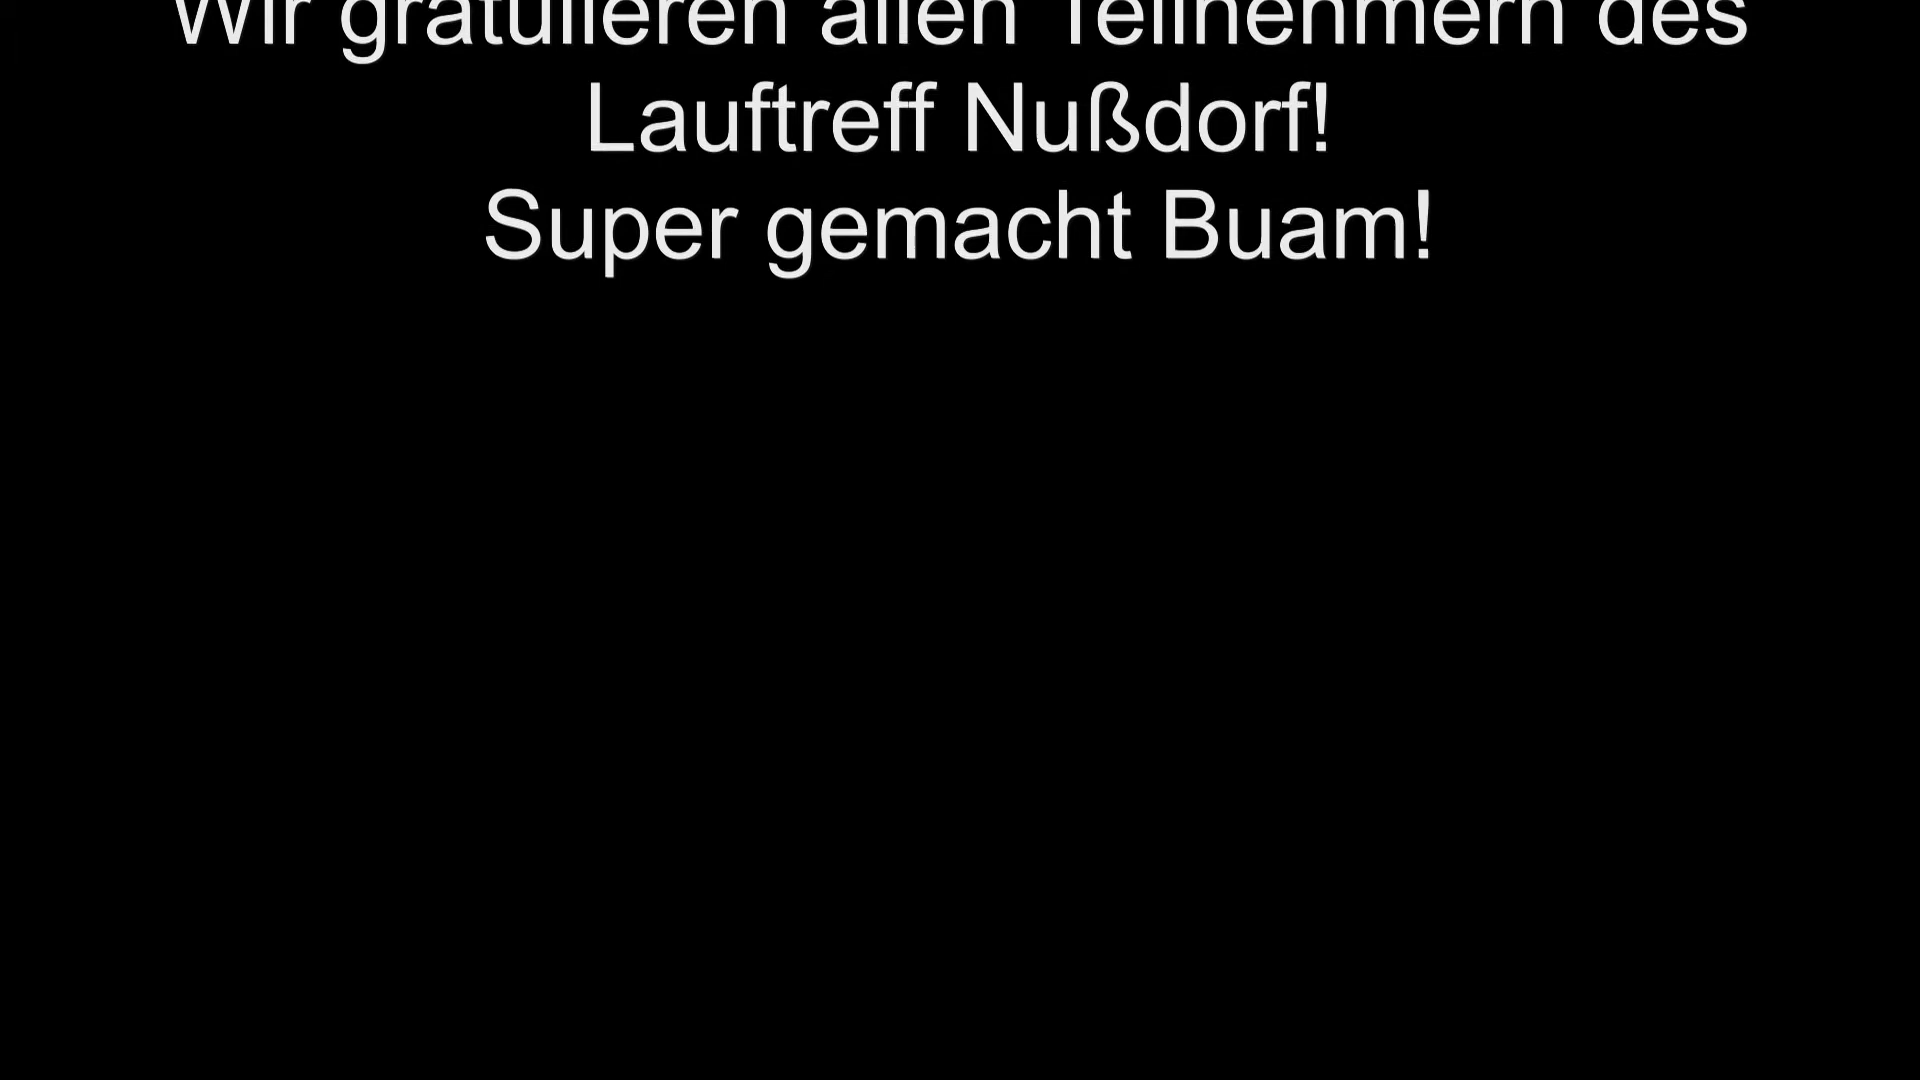 Wir gratulieren allen Teilnehmern des
Lauftreff Nußdorf!
Super gemacht Buam!